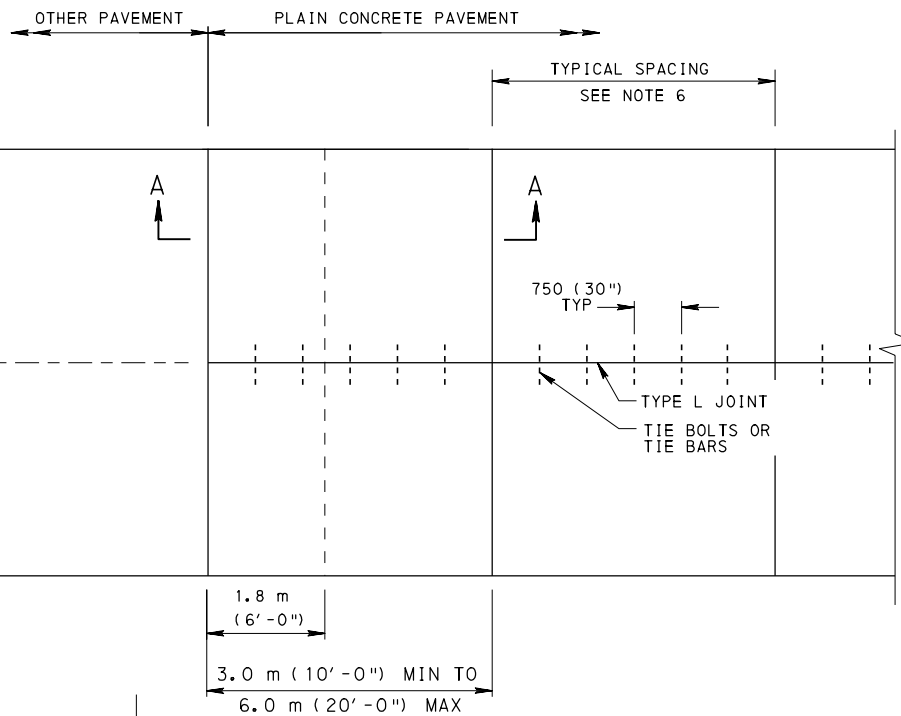 OTHER PAVEMENT
PLAIN CONCRETE PAVEMENT
TYPICAL SPACING
SEE NOTE 6
A
A
750 (30")
TYP
TYPE L JOINT
TIE BOLTS OR
TIE BARS
1.8 m
(6'-0")
3.0 m (10'-0") MIN TO
6.0 m (20'-0") MAX